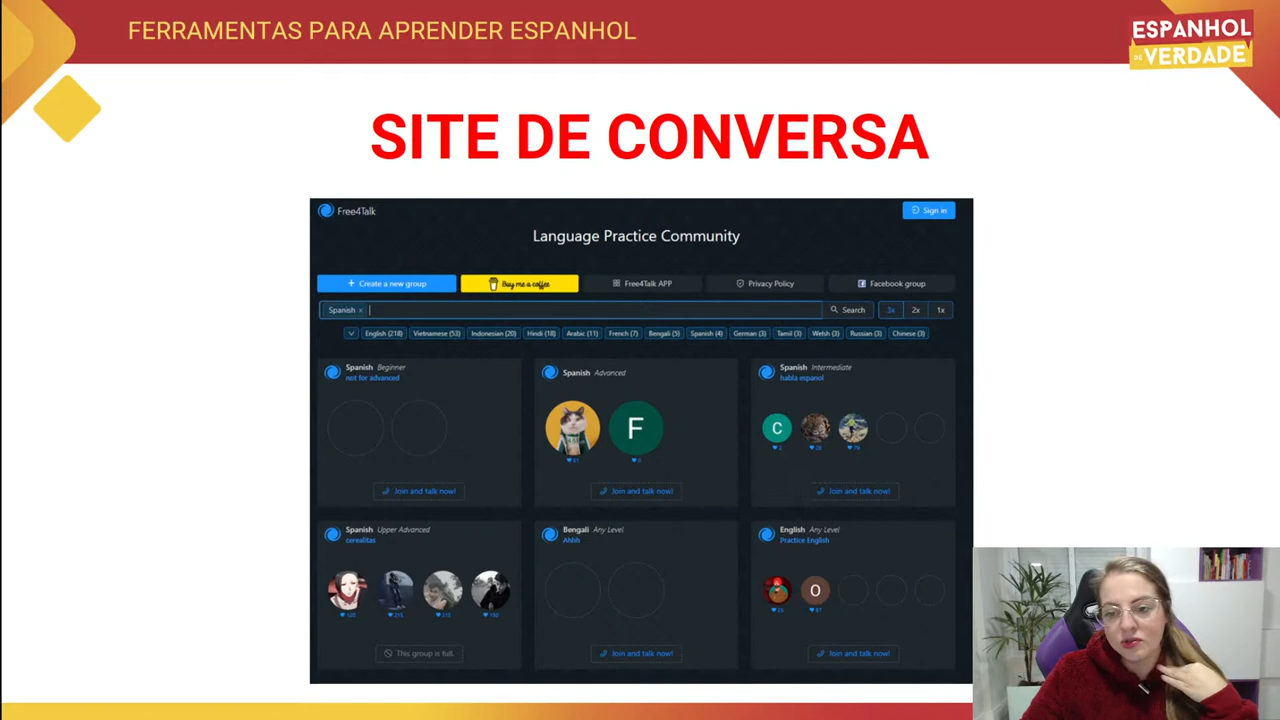 FERRAMENTAS PARA APRENDER ESPANHOL
ESPANHOL
DE VERDADE
SITE DE CONVERSA
Free4Talk
Sign in
Language Practice Community
+ Create a new group
Buy me a coffee
Free4Talk APP
Privacy Policy
Facebook group
Spanish ×
Search
3x 2x 1x
English (218) Vietnamese (53) Indonesian (20) Hindi (18) Arabic (11) French (7) Bengali (5) Spanish (4) German (3) Tamil (3) Welsh (3) Russian (3) Chinese (3)
Spanish Beginner
not for advanced
Join and talk now!
Spanish Advanced
F
Join and talk now!
Spanish Intermediate
habla espanol
C
Join and talk now!
Spanish Upper Advanced
cerealitas
This group is full.
Bengali Any Level
Ahhh
Join and talk now!
English Any Level
Practice English
O
Join and talk now!